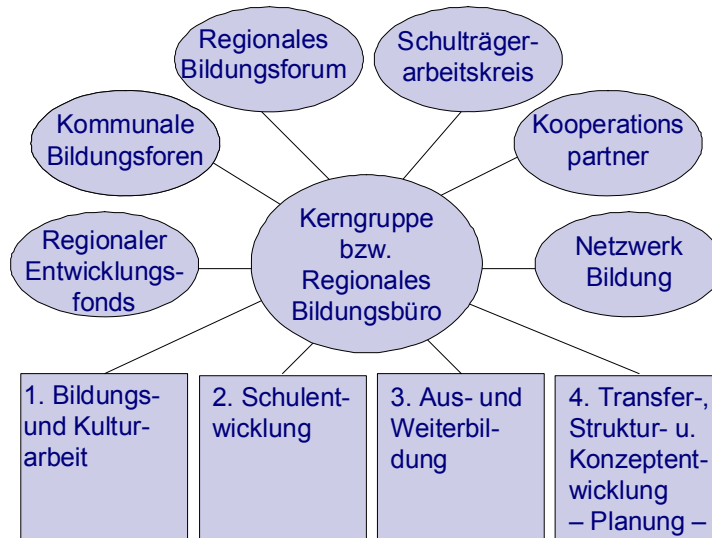 Regionales
Bildungsforum
Schulträger-
arbeitskreis
Kommunale
Bildungsforen
Kooperations
partner
Regionaler
Entwicklungs-
fonds
Kerngruppe
bzw.
Regionales
Bildungsbüro
Netzwerk
Bildung
1. Bildungs-
und Kultur-
arbeit
2. Schulent-
wicklung
3. Aus- und
Weiterbil-
dung
4. Transfer-,
Struktur- u.
Konzeptent-
wicklung
– Planung –